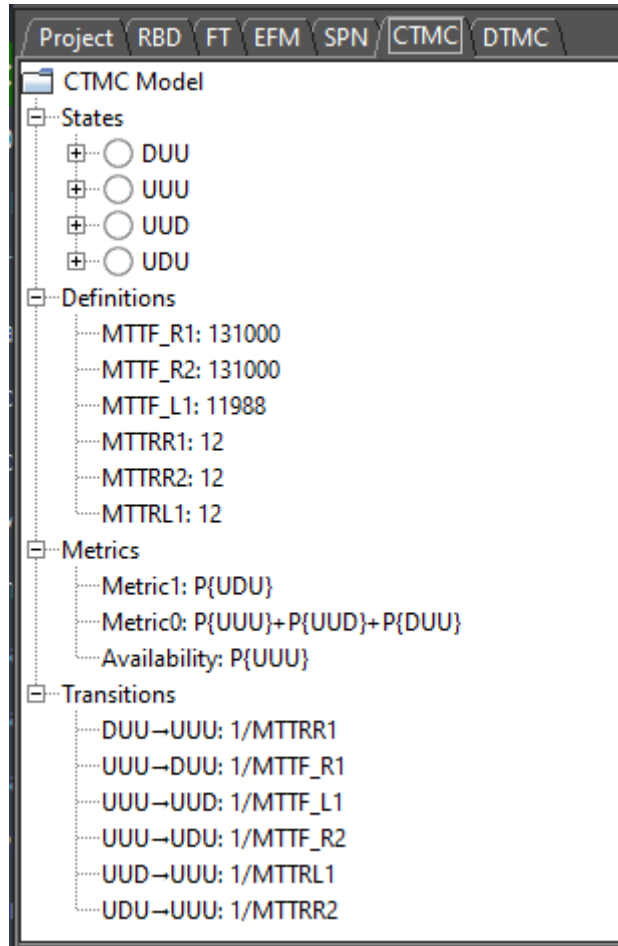 Project RBD FT EFM SPN CTMC DTMC
CTMC Model
States
DUU
UUU
UUD
UDU
Definitions
MTTF_R1: 131000
MTTF_R2: 131000
MTTF_L1: 11988
MTTRR1: 12
MTTRR2: 12
MTTRL1: 12
Metrics
Metric1: P{UDU}
Metric0: P{UUU}+P{UUD}+P{DUU}
Availability: P{UUU}
Transitions
DUU→UUU: 1/MTTRR1
UUU→DUU: 1/MTTF_R1
UUU→UUD: 1/MTTF_L1
UUU→UDU: 1/MTTF_R2
UUD→UUU: 1/MTTRL1
UDU→UUU: 1/MTTRR2